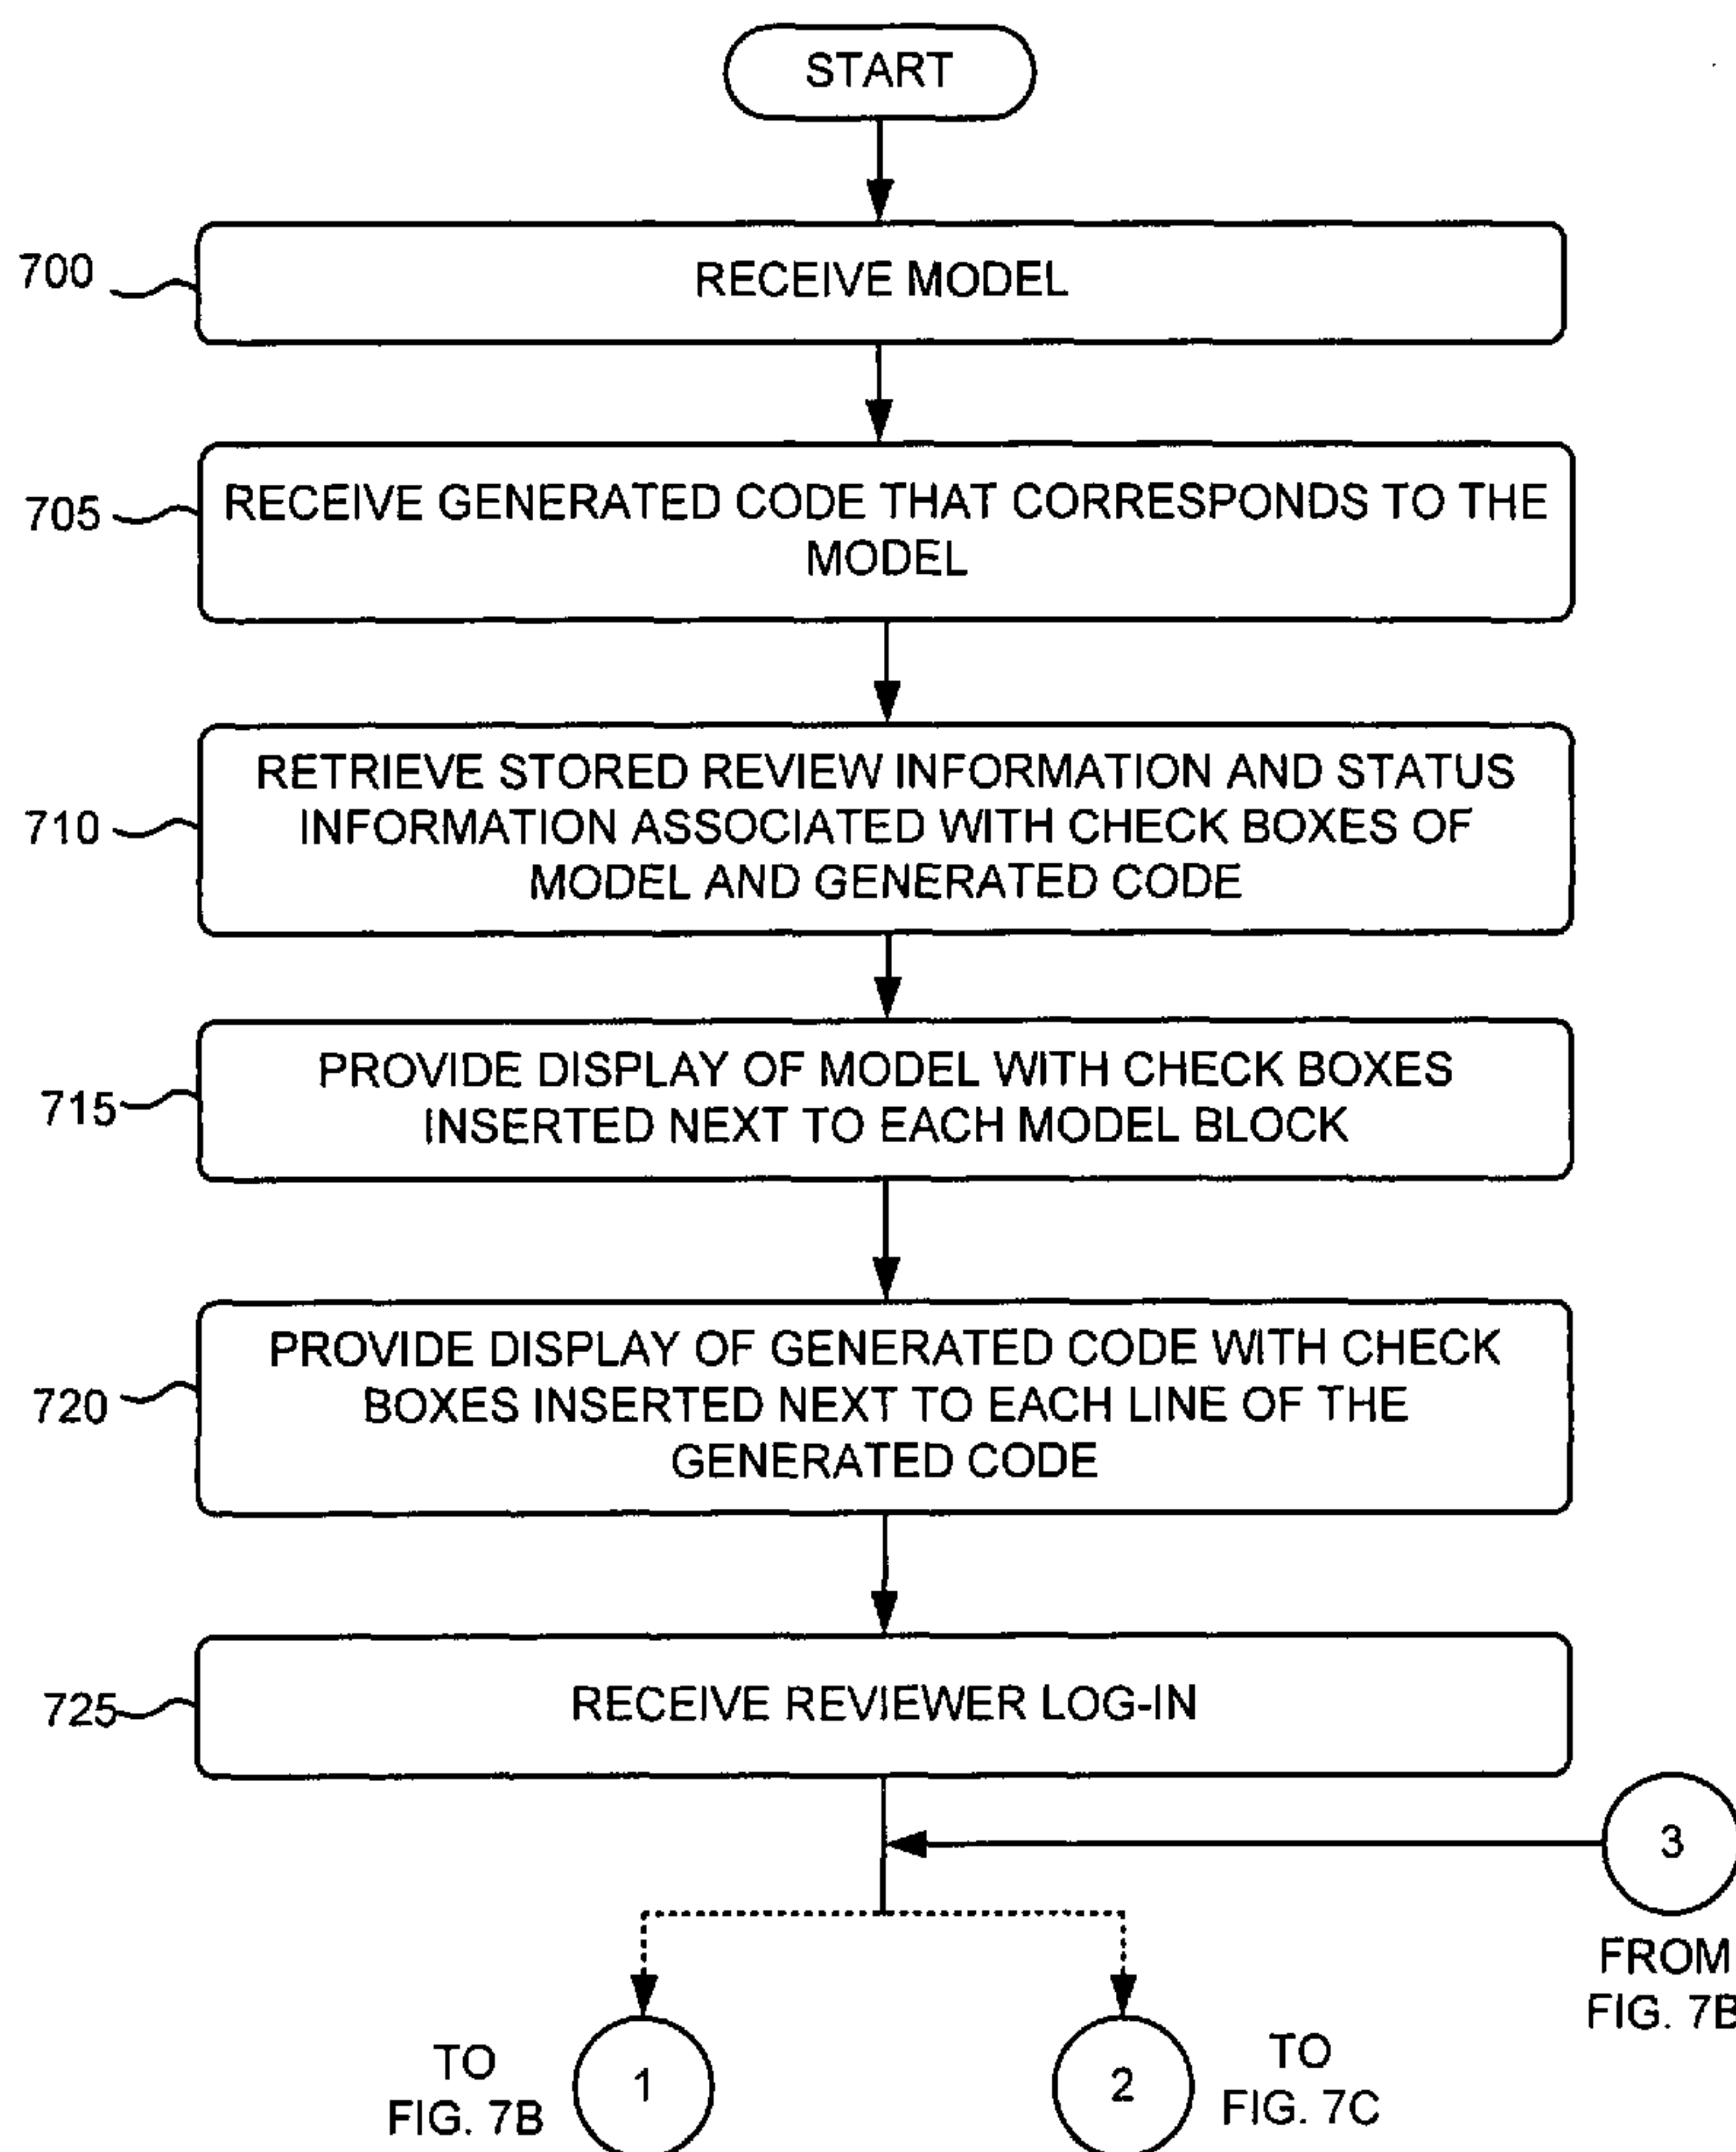 START
700
RECEIVE MODEL
705
RECEIVE GENERATED CODE THAT CORRESPONDS TO THE
MODEL
710
RETRIEVE STORED REVIEW INFORMATION AND STATUS
INFORMATION ASSOCIATED WITH CHECK BOXES OF
MODEL AND GENERATED CODE
715
PROVIDE DISPLAY OF MODEL WITH CHECK BOXES
INSERTED NEXT TO EACH MODEL BLOCK
720
PROVIDE DISPLAY OF GENERATED CODE WITH CHECK
BOXES INSERTED NEXT TO EACH LINE OF THE
GENERATED CODE
725
RECEIVE REVIEWER LOG-IN
3
FROM
FIG. 7B
TO
FIG. 7B
1
2
TO
FIG. 7C